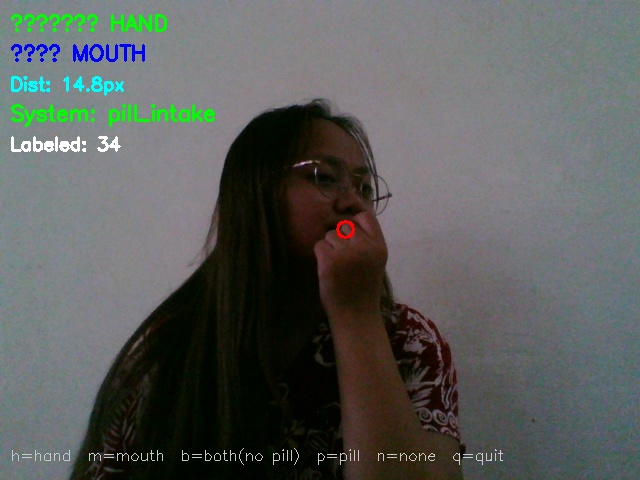 ??????? HAND
???? MOUTH
Dist: 14.8px
System: pill_intake
Labeled: 34
h=hand m=mouth b=both(no pill) p=pill n=none q=quit